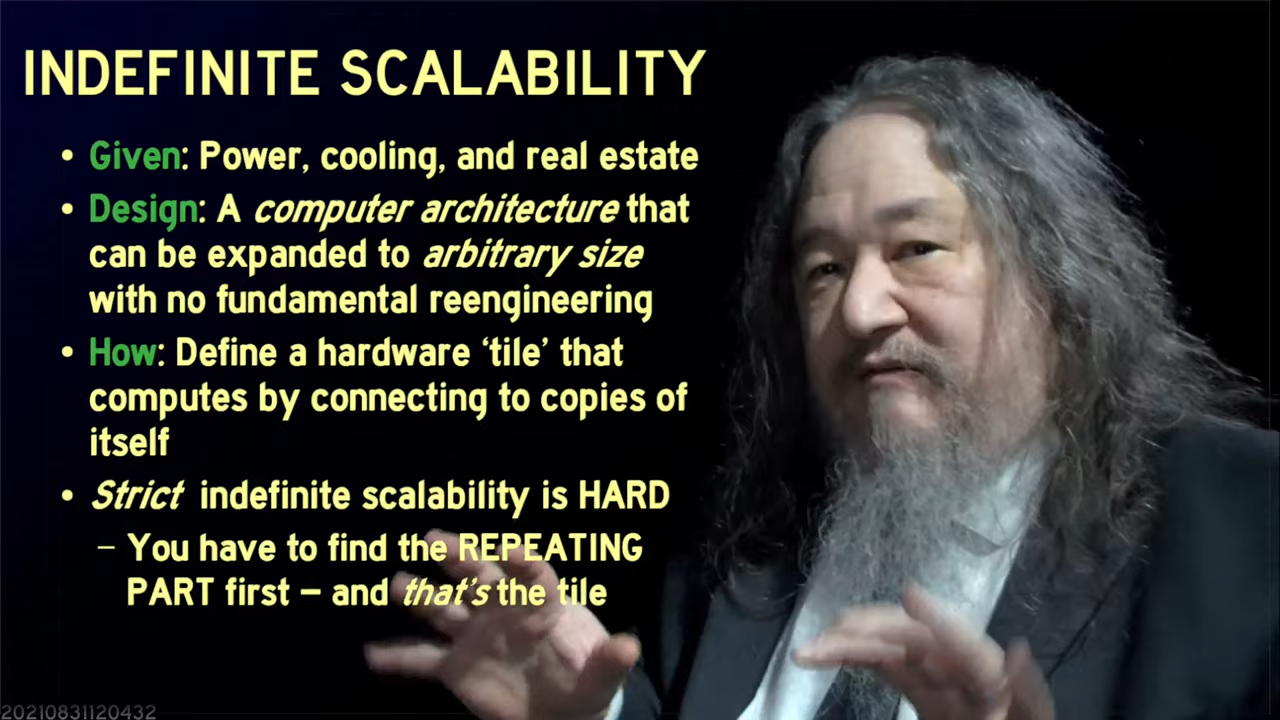 INDEFINITE SCALABILITY
• Given: Power, cooling, and real estate
• Design: A computer architecture that
can be expanded to arbitrary size
with no fundamental reengineering
• How: Define a hardware ‘tile’ that
computes by connecting to copies of
itself
• Strict indefinite scalability is HARD
– You have to find the REPEATING
PART first – and that's the tile
20210831120432